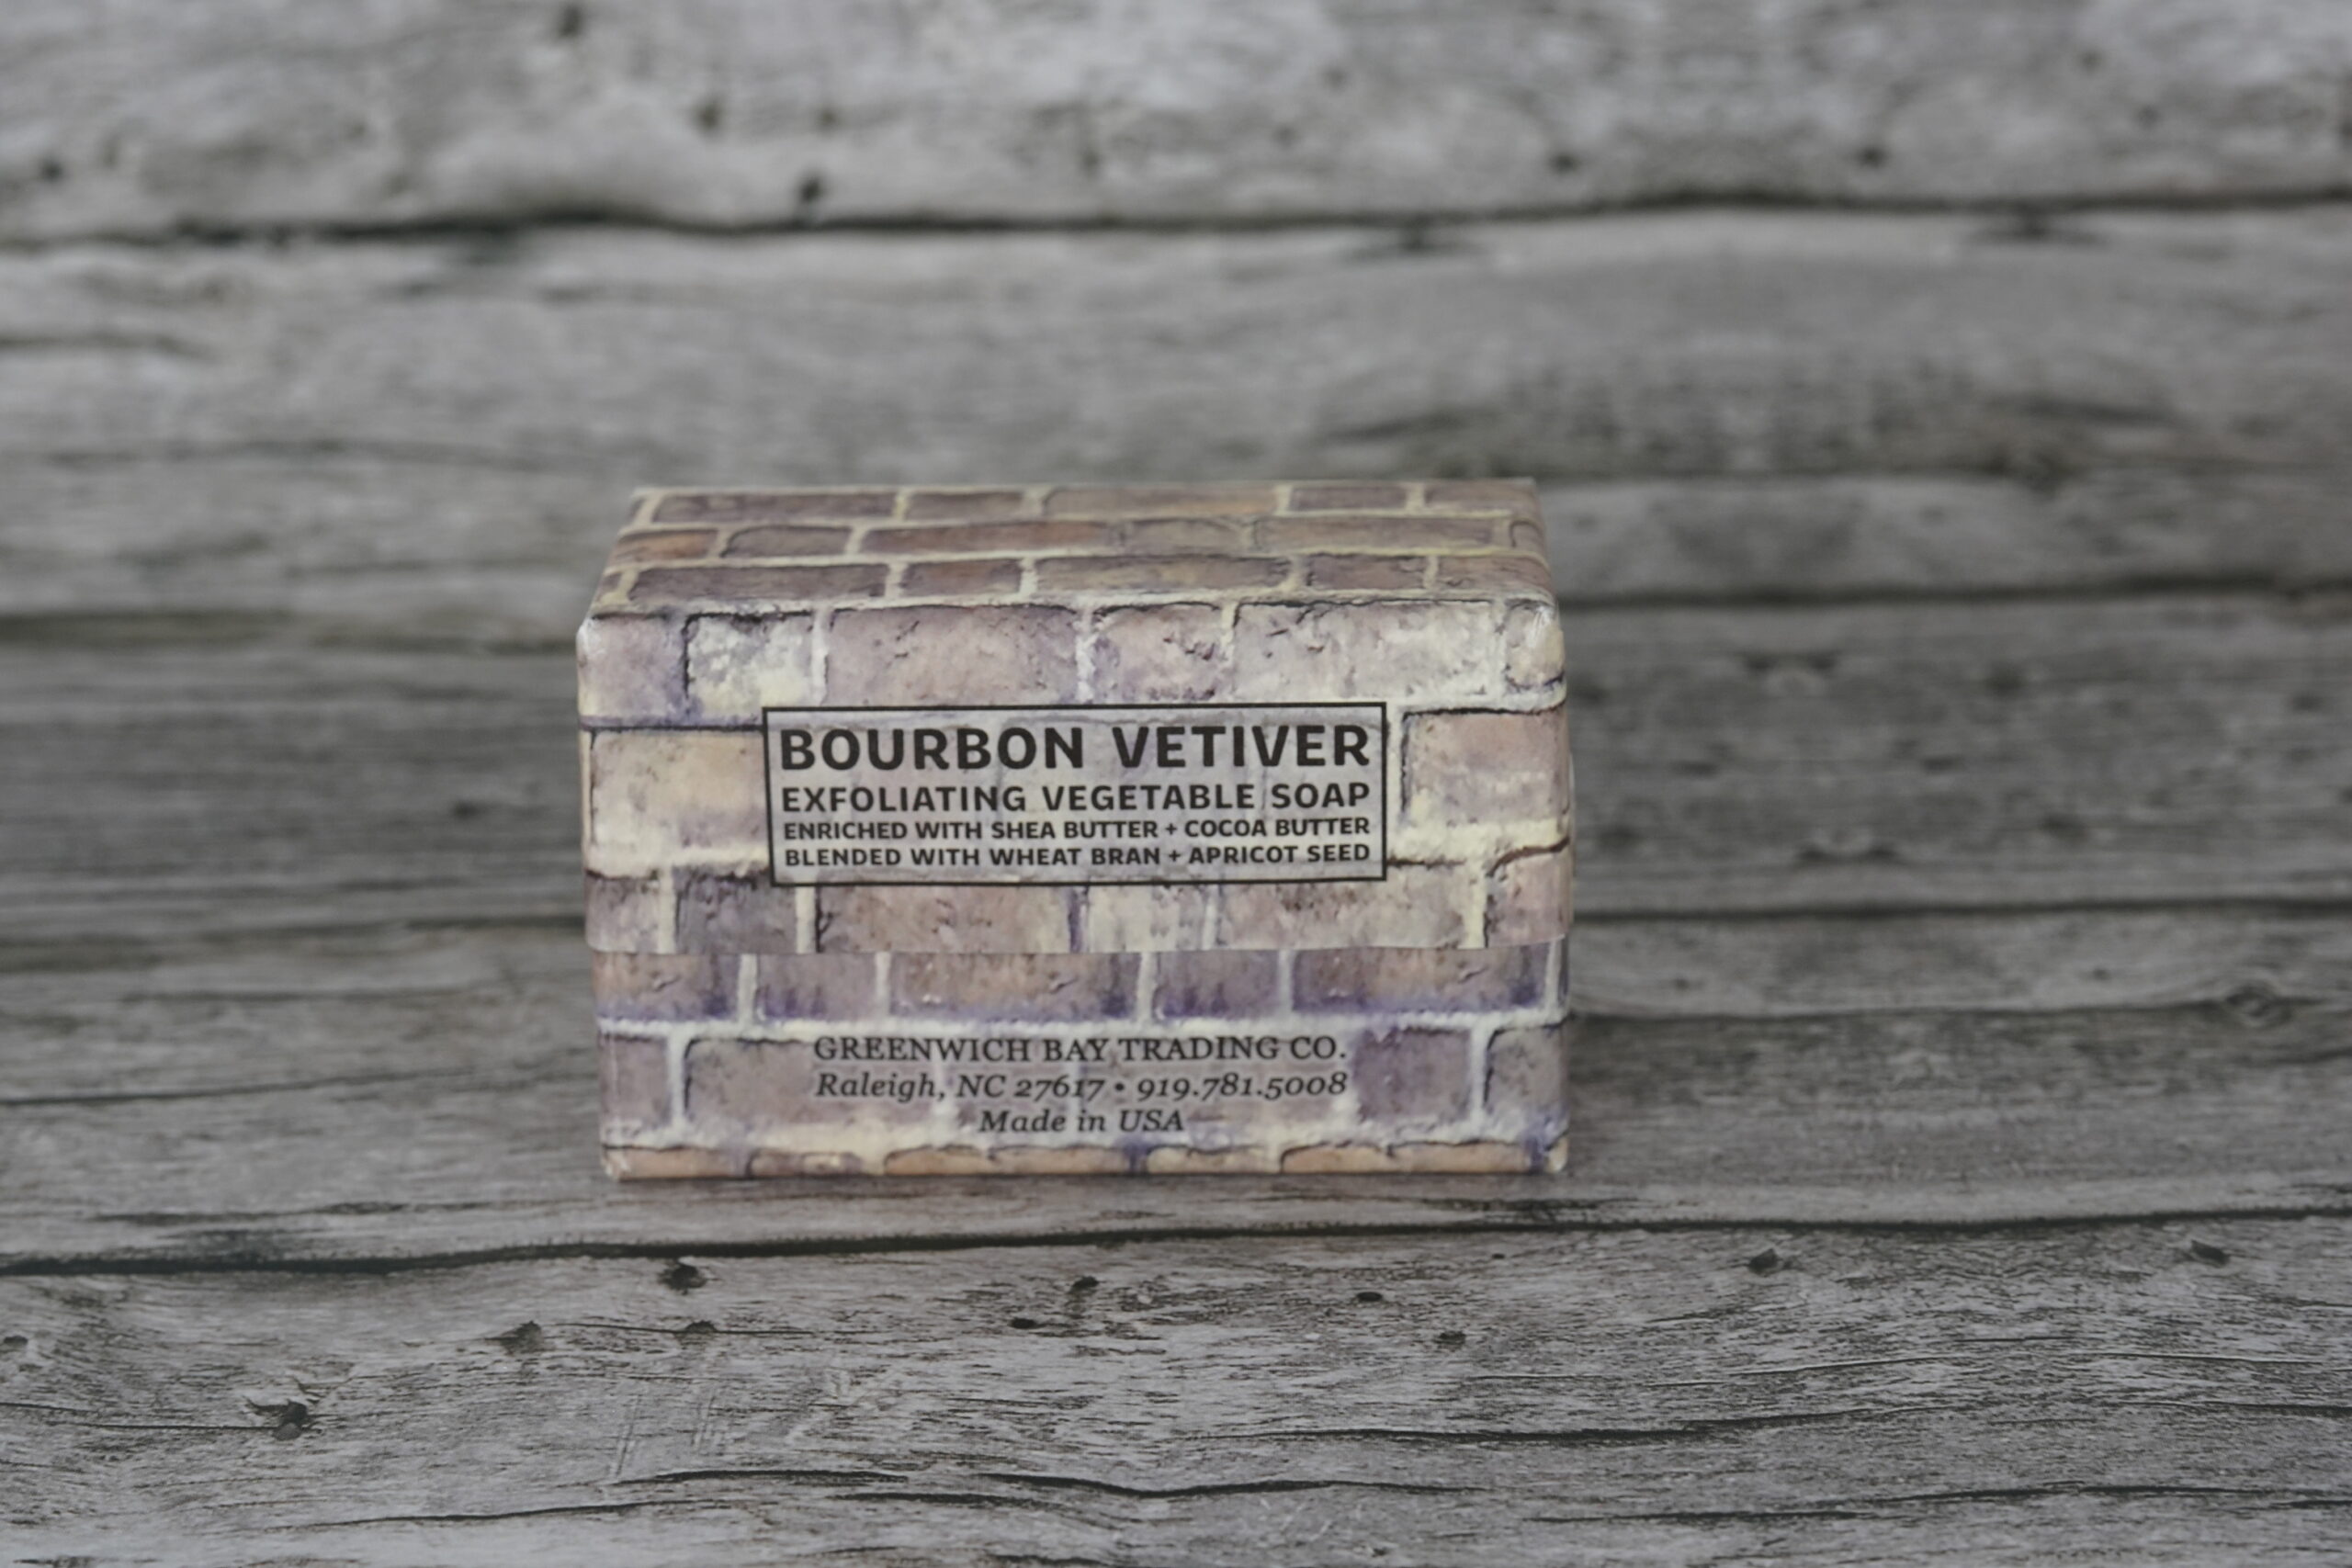 BOURBON VETIVER
EXFOLIATING VEGETABLE SOAP
ENRICHED WITH SHEA BUTTER + COCOA BUTTER
BLENDED WITH WHEAT BRAN + APRICOT SEED
GREENWICH BAY TRADING CO.
Raleigh, NC 27617 • 919.781.5008
Made in USA